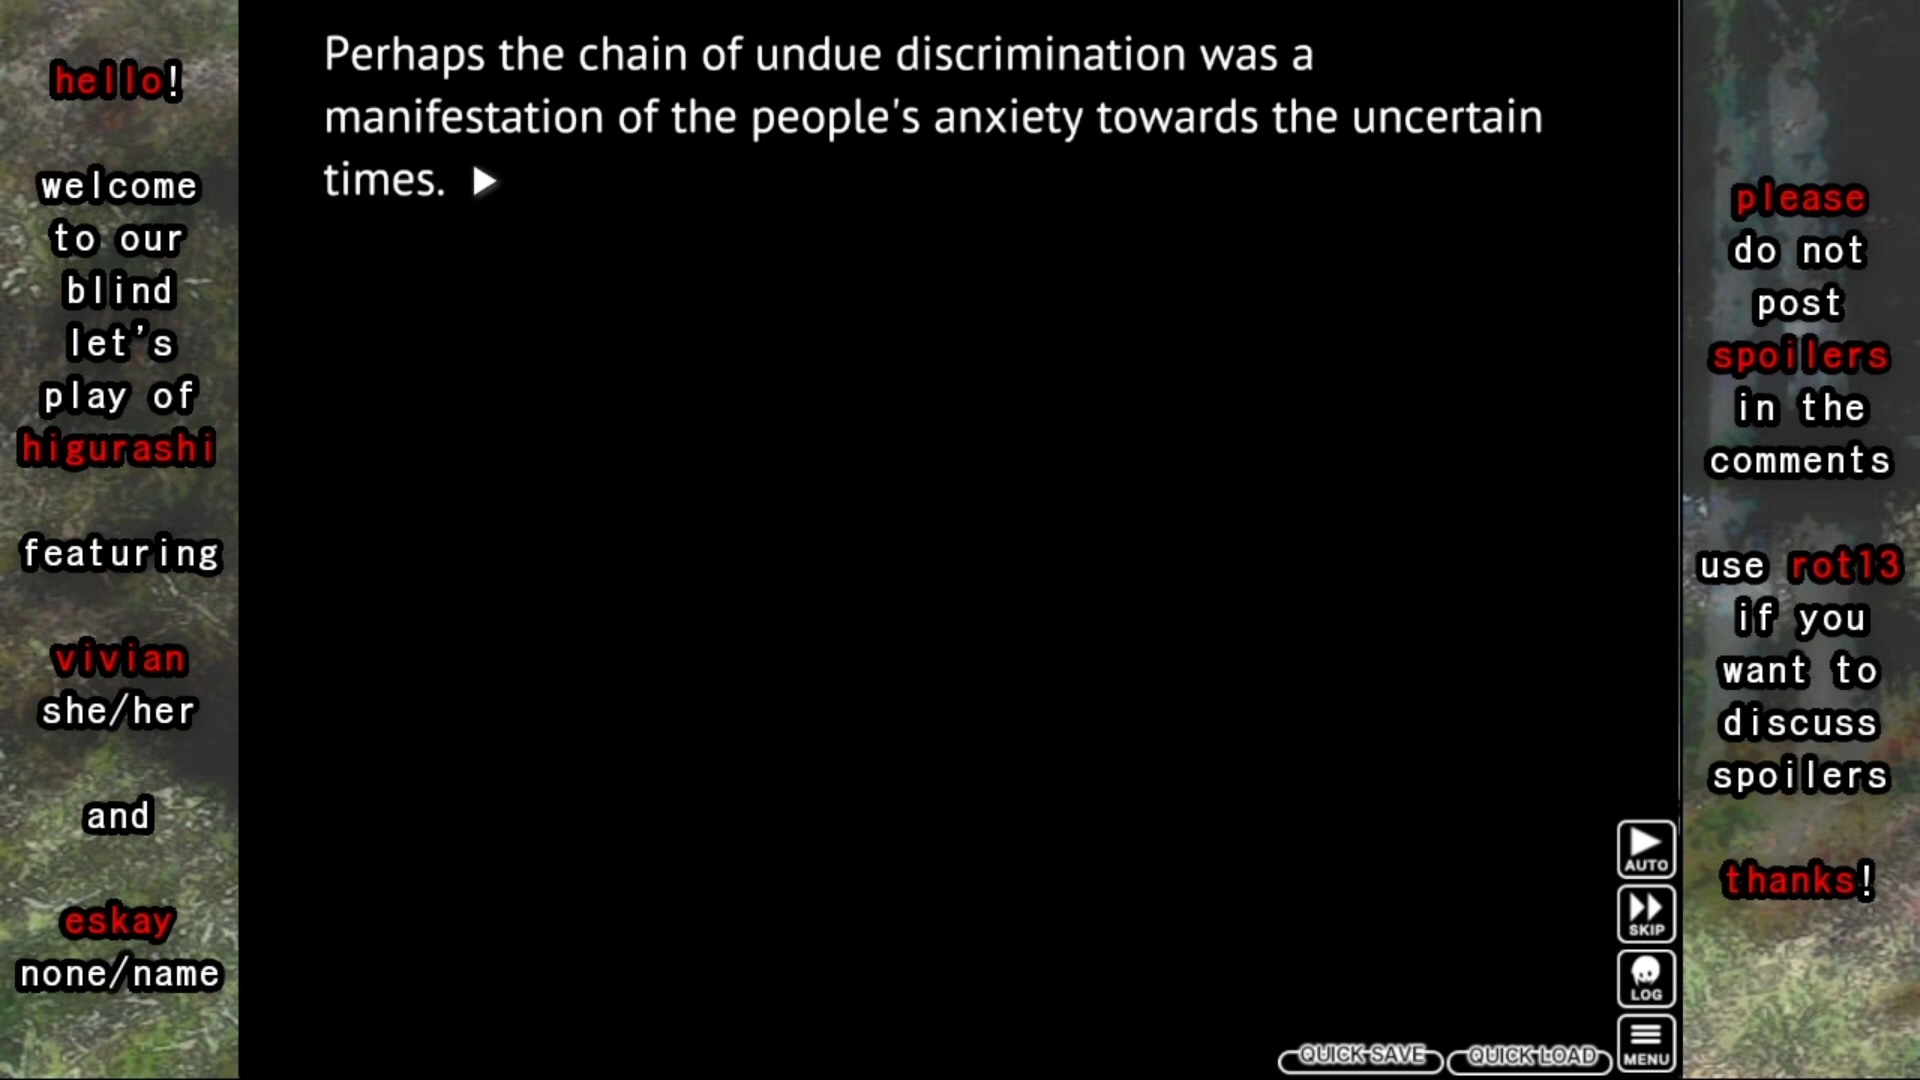 hello!
welcome
to our
blind
let's
play of
higurashi
featuring
vivian
she/her
and
eskay
none/name
Perhaps the chain of undue discrimination was a
manifestation of the people's anxiety towards the uncertain
times.
AUTO
SKIP
LOG
MENU
QUICK SAVE
QUICK LOAD
please
do not
post
spoilers
in the
comments
use rot13
if you
want to
discuss
spoilers
thanks!